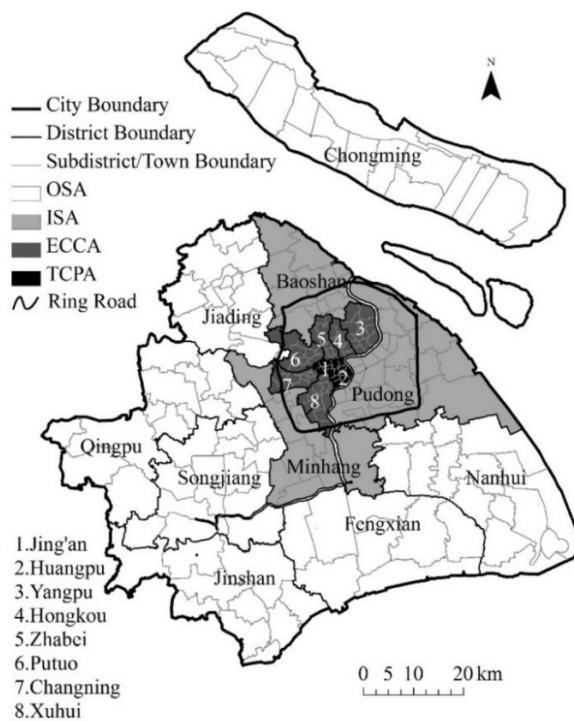 N
City Boundary
District Boundary
Subdistrict/Town Boundary
OSA
ISA
ECCA
TCPA
Ring Road
Chongming
Baoshan
Jiading
3
5 4
6
1
2
7
8
Pudong
Qingpu
Songjiang
Minhang
Nanhui
Fengxian
Jinshan
1.Jing'an
2.Huangpu
3.Yangpu
4.Hongkou
5.Zhabei
6.Putuo
7.Changning
8.Xuhui
0 5 10 20 km